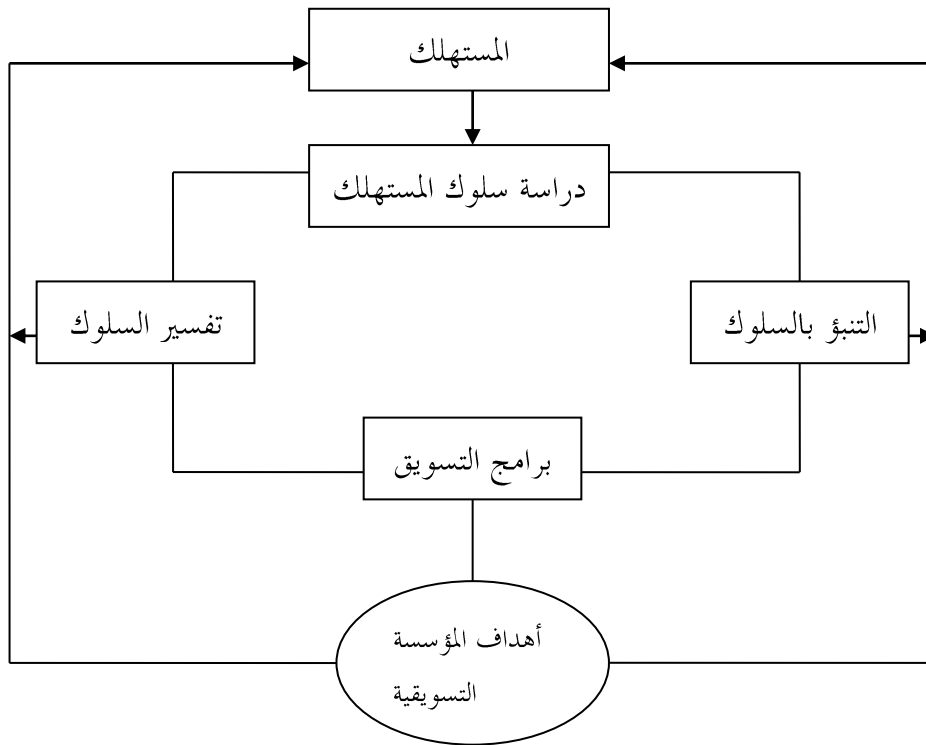 المستهلك
دراسة سلوك المستهلك
التنبؤ بالسلوك
تفسير السلوك
برامج التسويق
أهداف المؤسسة
التسويقية